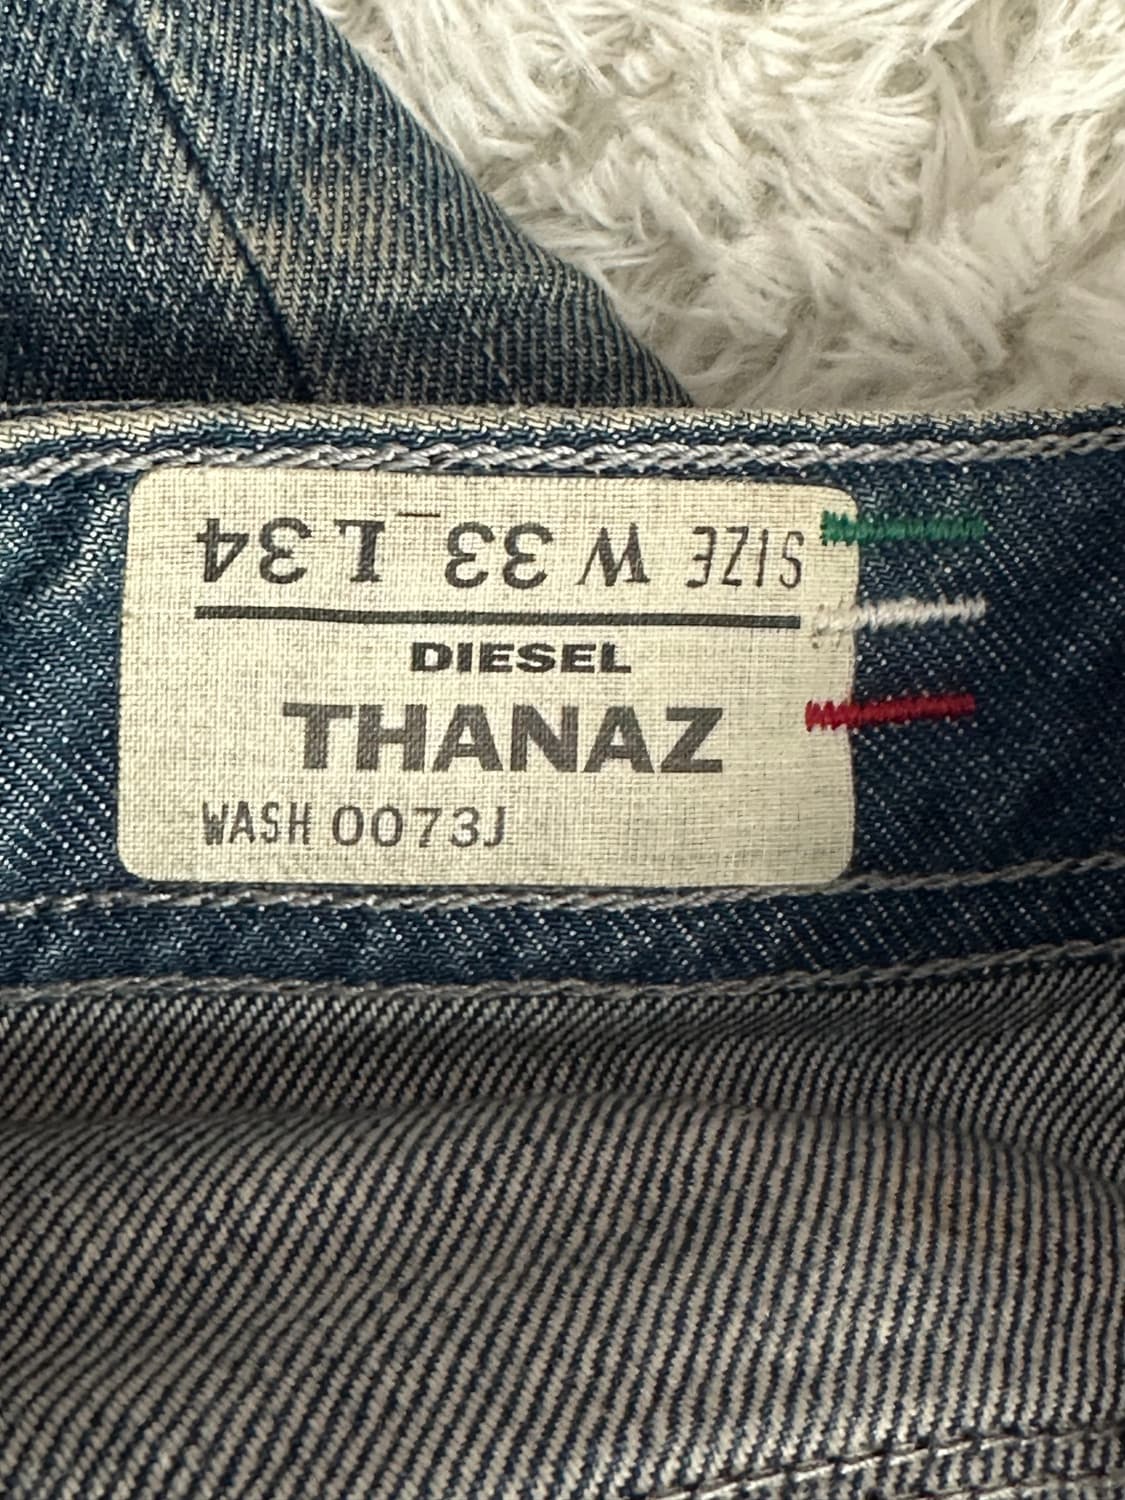 SIZE W 33 L 34
DIESEL
THANAZ
WASH 0073J